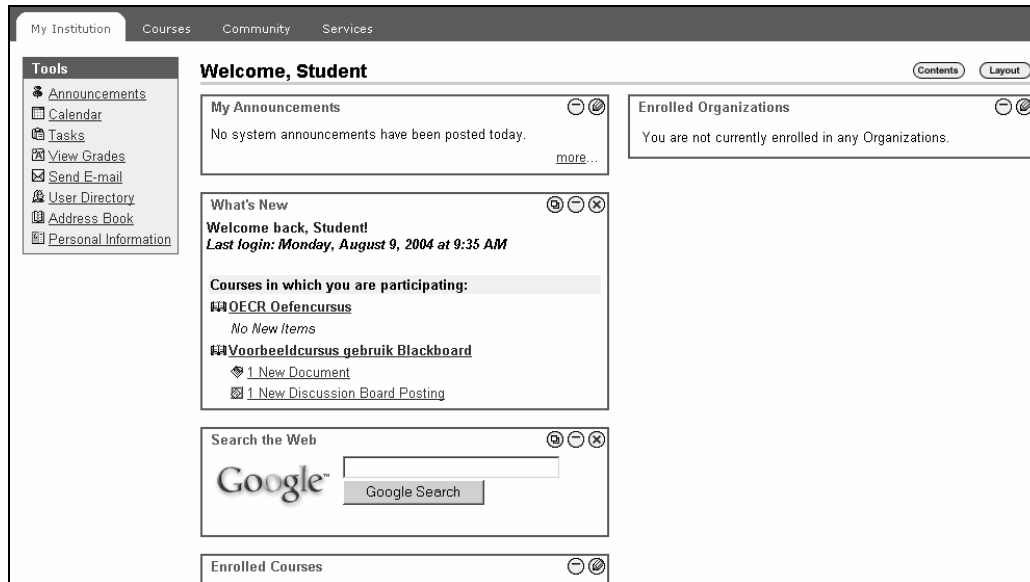 My Institution Courses Community Services
Tools
Announcements
Calendar
Tasks
View Grades
Send E-mail
User Directory
Address Book
Personal Information
Welcome, Student
Contents Layout
My Announcements
No system announcements have been posted today.
more...
What's New
Welcome back, Student!
Last login: Monday, August 9, 2004 at 9:35 AM
Courses in which you are participating:
OECR Oefencursus
No New Items
Voorbeeldcursus gebruik Blackboard
1 New Document
1 New Discussion Board Posting
Search the Web
Google™
Google Search
Enrolled Courses
Enrolled Organizations
You are not currently enrolled in any Organizations.